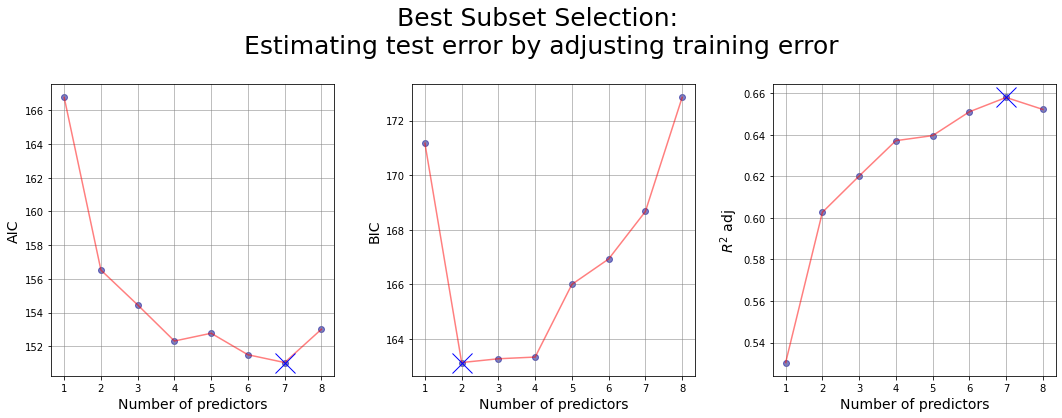 Best Subset Selection:
Estimating test error by adjusting training error
AIC
166
164
162
160
158
156
154
152
1 2 3 4 5 6 7 8
Number of predictors
BIC
172
170
168
166
164
1 2 3 4 5 6 7 8
Number of predictors
R² adj
0.66
0.64
0.62
0.60
0.58
0.56
0.54
1 2 3 4 5 6 7 8
Number of predictors